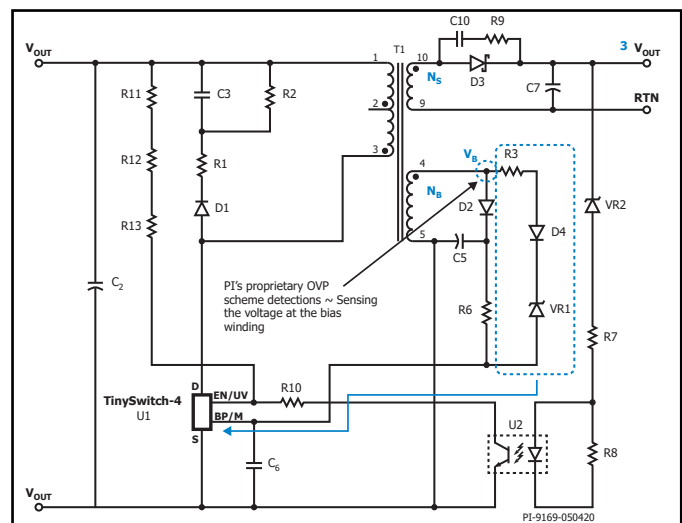 T1
C10
R9
3 VOUT
VOUT
1
10
NS
D3
C7
R11
C3
R2
2
9
RTN
3
R12
R1
4
VB
R3
NB
D2
D4
VR2
R13
D1
5
C5
C2
PI's proprietary OVP
scheme detections ~ Sensing
the voltage at the bias
winding
R6
VR1
R7
D
TinySwitch-4
EN/UV
R10
U1
BP/M
S
U2
C6
R8
VOUT
PI-9169-050420